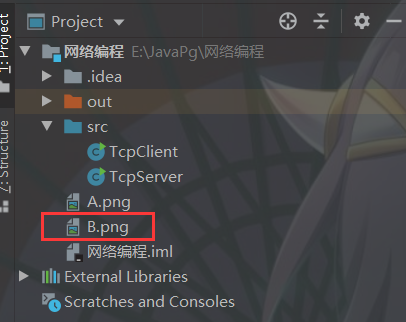 Project
1: Project
网络编程 E:\JavaPg\网络编程
.idea
out
src
TcpClient
TcpServer
A.png
B.png
网络编程.iml
External Libraries
Scratches and Consoles
7: Structure